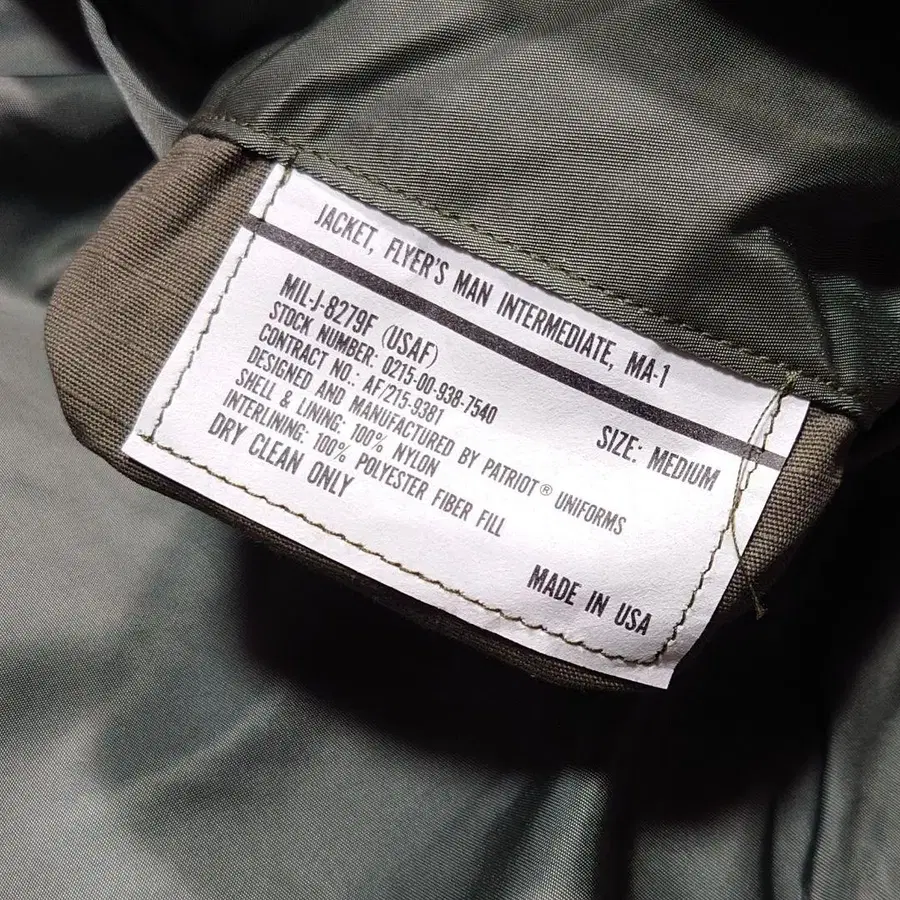 JACKET, FLYER'S MAN INTERMEDIATE, MA-1
MIL-J-8279F (USAF)
STOCK NUMBER: 0215-00-938-7540
CONTRACT NO.: AF/215-9381
SIZE: MEDIUM
DESIGNED AND MANUFACTURED BY PATRIOT® UNIFORMS
SHELL & LINING: 100% NYLON
INTERLINING: 100% POLYESTER FIBER FILL
DRY CLEAN ONLY
MADE IN USA